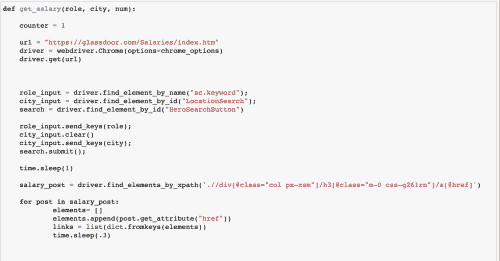 def get_salary(role, city, num):
counter = 1
url = "https://glassdoor.com/Salaries/index.htm"
driver = webdriver.Chrome(options=chrome_options)
driver.get(url)
role_input = driver.find_element_by_name("sc.keyword");
city_input = driver.find_element_by_id("LocationSearch");
search = driver.find_element_by_id("HeroSearchButton")
role_input.send_keys(role);
city_input.clear()
city_input.send_keys(city);
search.submit();
time.sleep(1)
salary_post = driver.find_elements_by_xpath('.//div[@class="col px-xsm"]/h3[@class="m-0 css-g261rn"]/a[@href]')
for post in salary_post:
elements= []
elements.append(post.get_attribute("href"))
links = list(dict.fromkeys(elements))
time.sleep(.3)